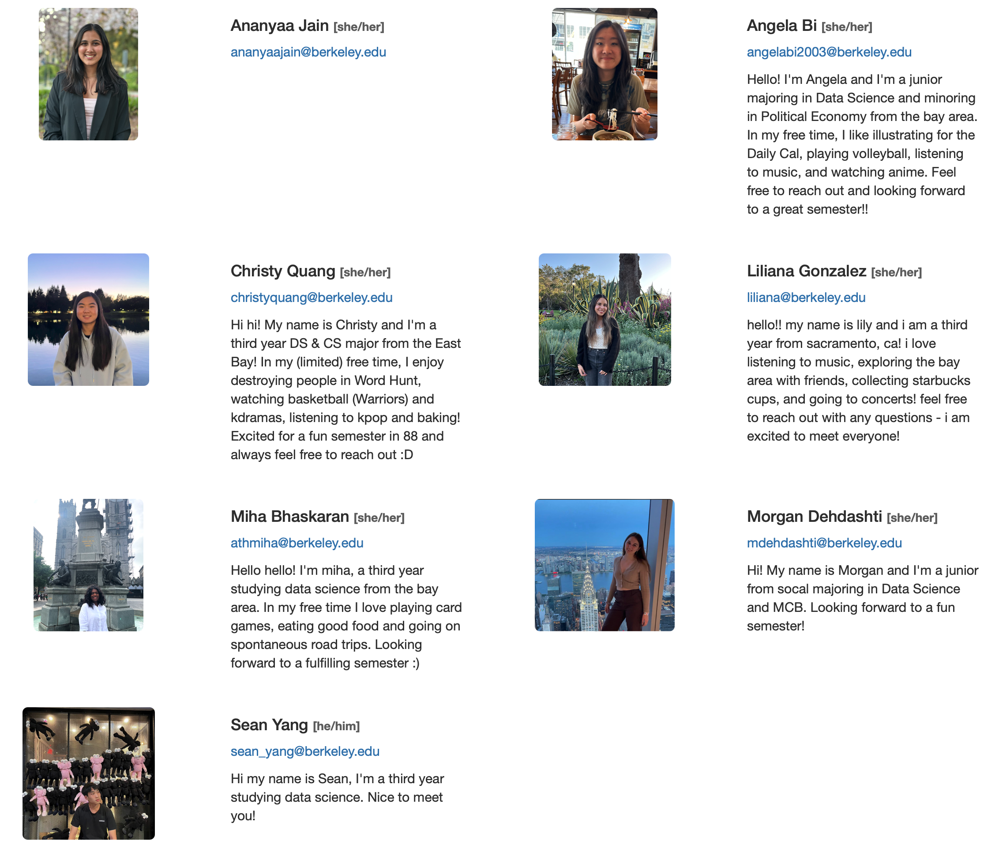 Ananyaa Jain [she/her]
ananyaajain@berkeley.edu
Angela Bi [she/her]
angelabi2003@berkeley.edu
Hello! I'm Angela and I'm a junior
majoring in Data Science and minoring
in Political Economy from the bay area.
In my free time, I like illustrating for the
Daily Cal, playing volleyball, listening
to music, and watching anime. Feel
free to reach out and looking forward
to a great semester!!
Christy Quang [she/her]
christyquang@berkeley.edu
Hi hi! My name is Christy and I'm a
third year DS & CS major from the East
Bay! In my (limited) free time, I enjoy
destroying people in Word Hunt,
watching basketball (Warriors) and
kdramas, listening to kpop and baking!
Excited for a fun semester in 88 and
always feel free to reach out :D
Liliana Gonzalez [she/her]
liliana@berkeley.edu
hello!! my name is lily and i am a third
year from sacramento, ca! i love
listening to music, exploring the bay
area with friends, collecting starbucks
cups, and going to concerts! feel free
to reach out with any questions - i am
excited to meet everyone!
Miha Bhaskaran [she/her]
athmiha@berkeley.edu
Hello hello! I'm miha, a third year
studying data science from the bay
area. In my free time I love playing card
games, eating good food and going on
spontaneous road trips. Looking
forward to a fulfilling semester :)
Morgan Dehdashti [she/her]
mdehdashti@berkeley.edu
Hi! My name is Morgan and I'm a junior
from socal majoring in Data Science
and MCB. Looking forward to a fun
semester!
Sean Yang [he/him]
sean_yang@berkeley.edu
Hi my name is Sean, I'm a third year
studying data science. Nice to meet
you!